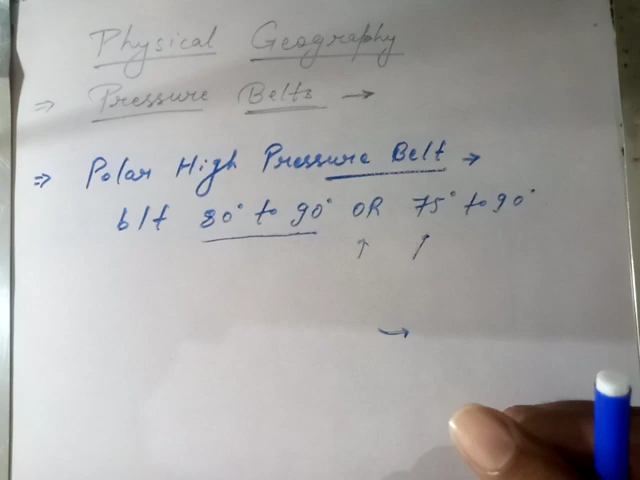 Physical Geography
⇒ Pressure Belts →
⇒ Polar High Pressure Belt →
b/t 80° to 90° OR 75° to 90°